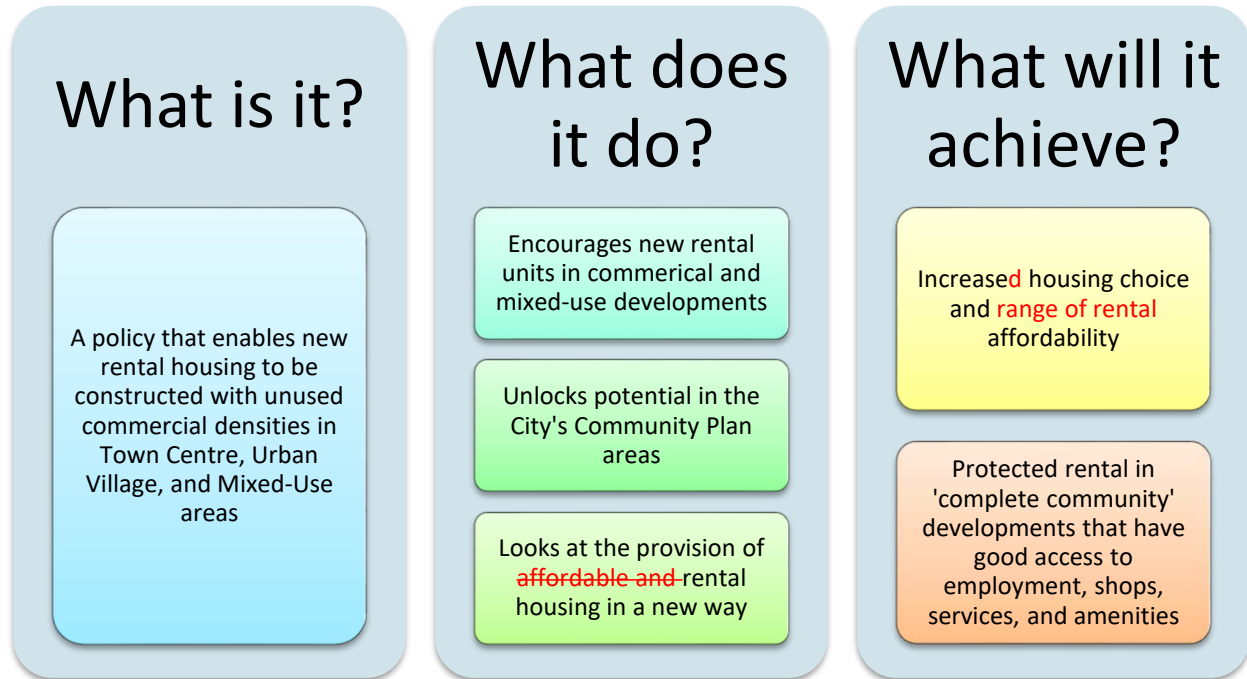 What is it?
A policy that enables new
rental housing to be
constructed with unused
commercial densities in
Town Centre, Urban
Village, and Mixed-Use
areas
What does
it do?
Encourages new rental
units in commerical and
mixed-use developments
Unlocks potential in the
City's Community Plan
areas
Looks at the provision of
affordable and rental
housing in a new way
What will it
achieve?
Increased housing choice
and range of rental
affordability
Protected rental in
'complete community'
developments that have
good access to
employment, shops,
services, and amenities